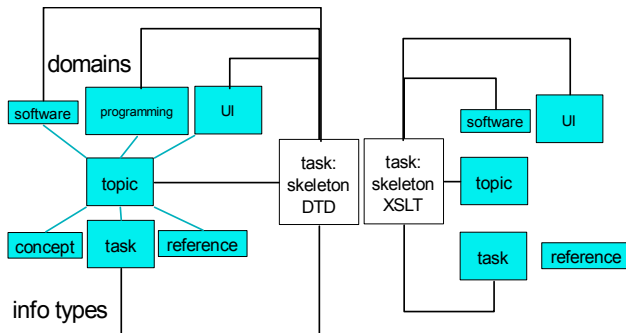 domains
software
programming
UI
topic
concept
task
reference
info types
task:
skeleton
DTD
task:
skeleton
XSLT
software
UI
topic
task
reference